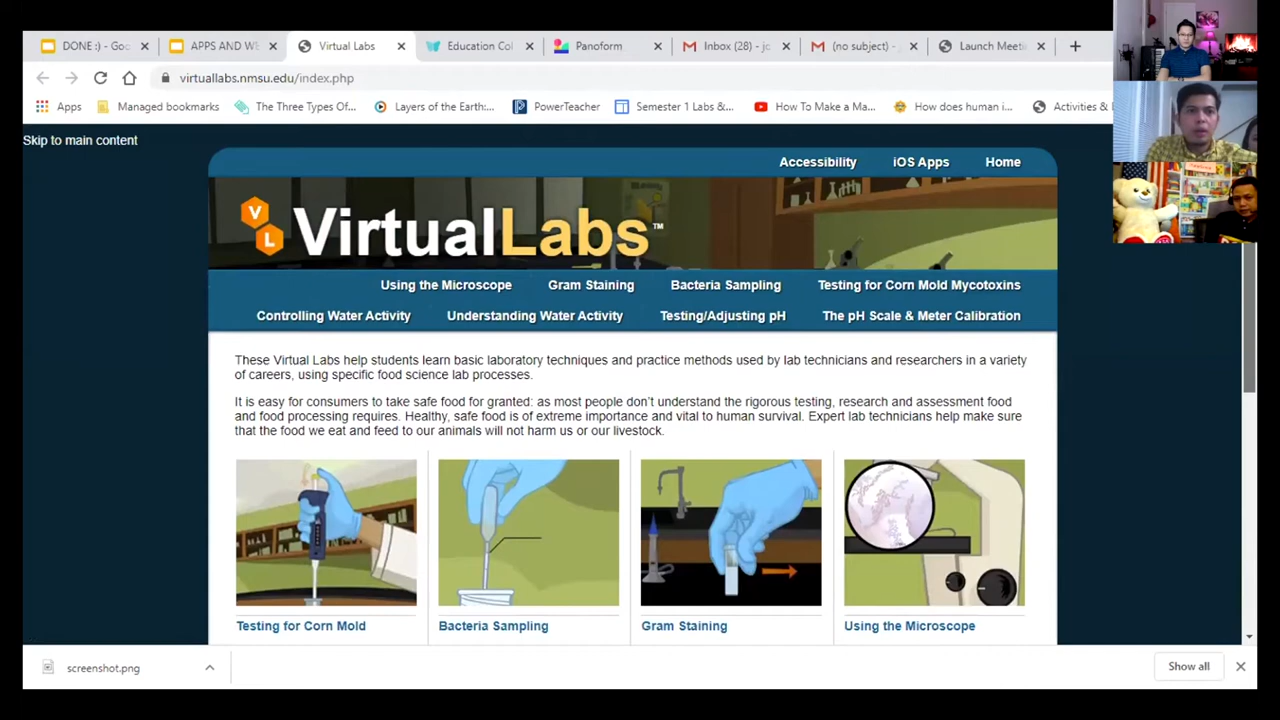 DONE :) - Goo
APPS AND WE
Virtual Labs
Education Col
Panoform
Inbox (28) - jc
(no subject) - j
Launch Meeti
virtuallabs.nmsu.edu/index.php
Apps
Managed bookmarks
The Three Types Of...
Layers of the Earth:...
PowerTeacher
Semester 1 Labs &...
How To Make a Ma...
How does human i...
Activities & L
Skip to main content
Accessibility
iOS Apps
Home
V L
VirtualLabs™
Using the Microscope
Gram Staining
Bacteria Sampling
Testing for Corn Mold Mycotoxins
Controlling Water Activity
Understanding Water Activity
Testing/Adjusting pH
The pH Scale & Meter Calibration
These Virtual Labs help students learn basic laboratory techniques and practice methods used by lab technicians and researchers in a variety
of careers, using specific food science lab processes.
It is easy for consumers to take safe food for granted: as most people don't understand the rigorous testing, research and assessment food
and food processing requires. Healthy, safe food is of extreme importance and vital to human survival. Expert lab technicians help make sure
that the food we eat and feed to our animals will not harm us or our livestock.
Testing for Corn Mold
Bacteria Sampling
Gram Staining
Using the Microscope
screenshot.png
Show all